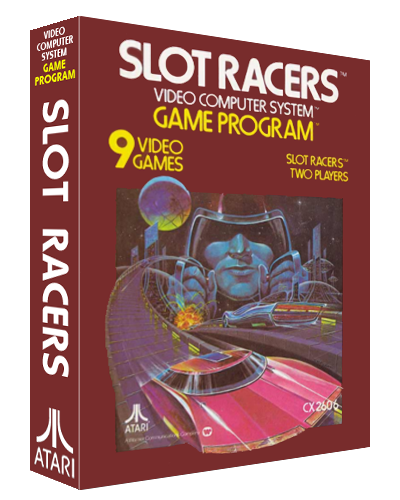 VIDEO
COMPUTER
SYSTEM
GAME
PROGRAM
SLOT RACERS
ATARI
SLOT RACERS™
VIDEO COMPUTER SYSTEM™
GAME PROGRAM™
9 VIDEO
GAMES
SLOT RACERS™
TWO PLAYERS
CX2606
ATARI